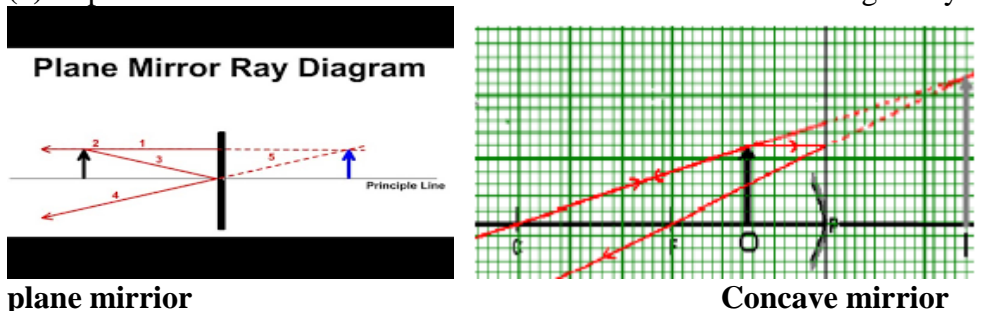 Plane Mirror Ray Diagram
2 1
3 5
4
Principle Line
C F O P I
plane mirrior Concave mirrior